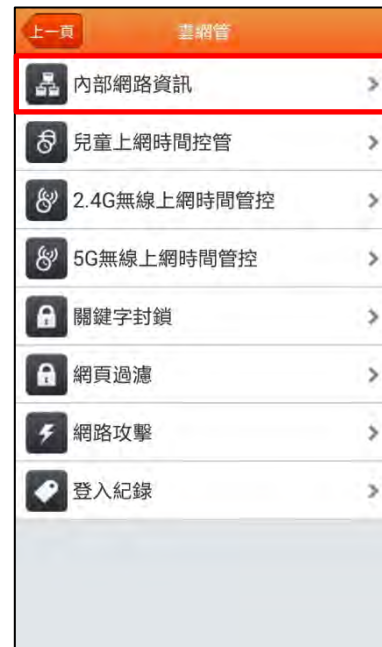 上一頁
雲網管
內部網路資訊
兒童上網時間控管
2.4G無線上網時間管控
5G無線上網時間管控
關鍵字封鎖
網頁過濾
網路攻擊
登入紀錄